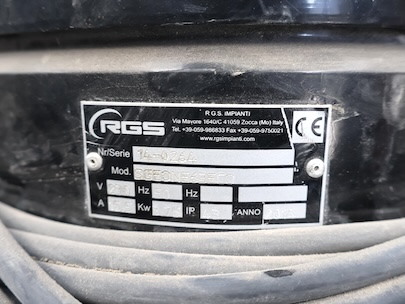 RGS
R.G.S. IMPIANTI
Via Mavore 1640/C 41059 Zocca (Mo) Italy
Tel. +39-059-986833 Fax +39-059-9750021
www.rgsimpianti.com
CE
Nr/Serie
Mod.
V Hz Hz
A Kw IP ANNO